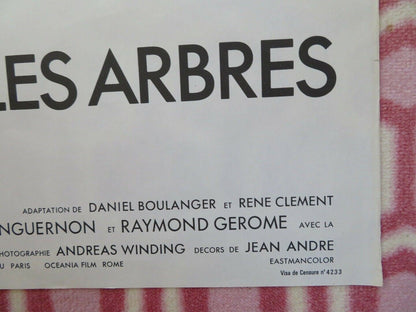 LES ARBRES
ADAPTATION DE DANIEL BOULANGER ET RENE CLEMENT
NGUERNON ET RAYMOND GEROME AVEC LA
PHOTOGRAPHIE ANDREAS WINDING DECORS DE JEAN ANDRE
DU PARIS OCEANIA FILM ROME EASTMANCOLOR
Visa de Censure n° 4233